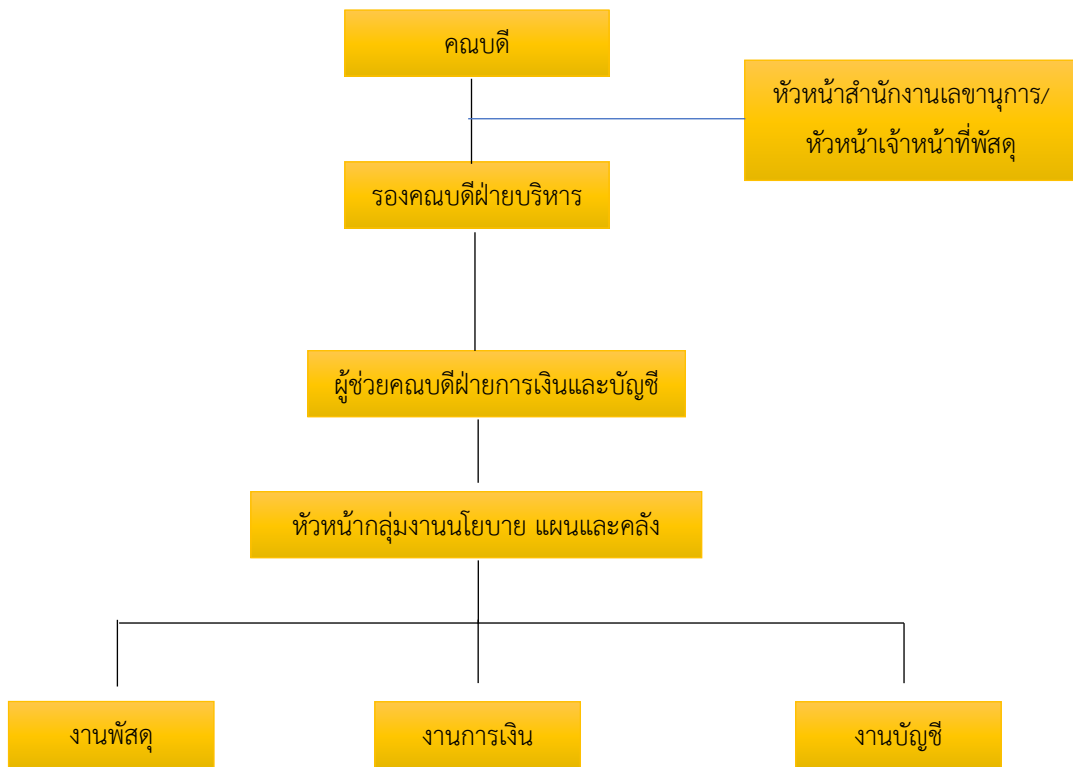 คณบดี
หัวหน้าสำนักงานเลขานุการ/
หัวหน้าเจ้าหน้าที่พัสดุ
รองคณบดีฝ่ายบริหาร
ผู้ช่วยคณบดีฝ่ายการเงินและบัญชี
หัวหน้ากลุ่มงานนโยบาย แผนและคลัง
งานพัสดุ
งานการเงิน
งานบัญชี